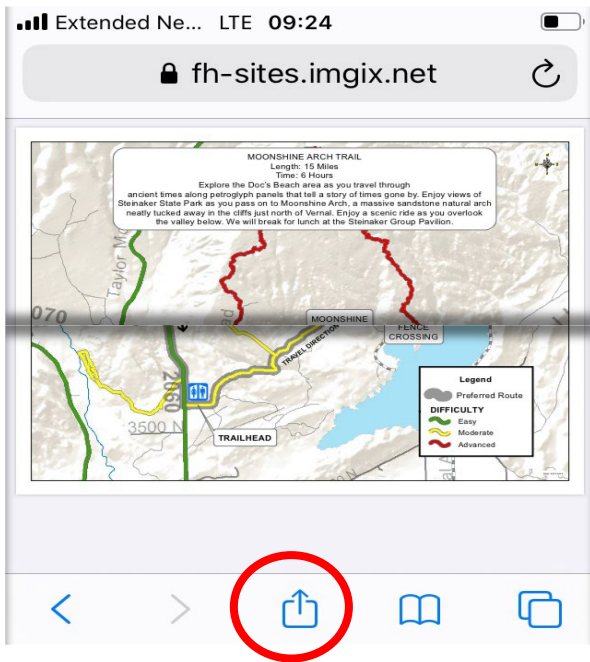 Extended Ne... LTE 09:24
fh-sites.imgix.net
MOONSHINE ARCH TRAIL
Length: 15 Miles
Time: 6 Hours
Explore the Doc's Beach area as you travel through
ancient times along petroglyph panels that tell a story of times gone by. Enjoy views of
Steinaker State Park as you pass on to Moonshine Arch, a massive sandstone natural arch
neatly tucked away in the cliffs just north of Vernal. Enjoy a scenic ride as you overlook
the valley below. We will break for lunch at the Steinaker Group Pavilion.
Taylor
070
MOONSHINE
FENCE
CROSSING
TRAVEL DIRECTION
2060
3500 N
TRAILHEAD
Legend
Preferred Route
DIFFICULTY
Easy
Moderate
Advanced